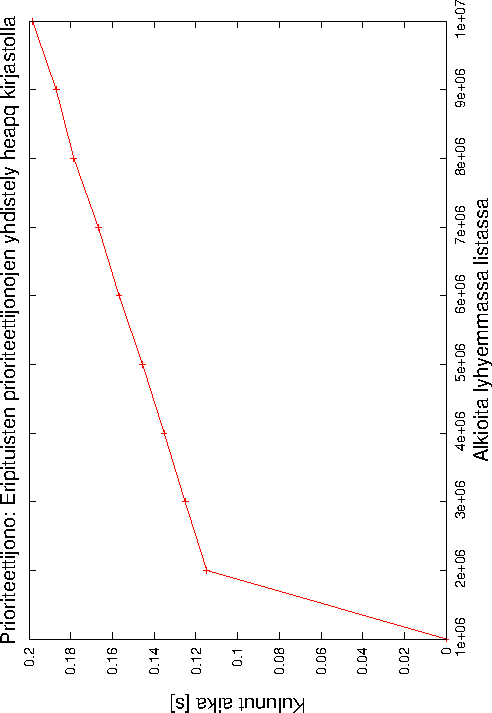 Prioriteettijono: Eripituisten prioriteettijonojen yhdistely heapq kirjastolla
Kulunut aika [s]
0.2
0.18
0.16
0.14
0.12
0.1
0.08
0.06
0.04
0.02
0
1e+06
2e+06
3e+06
4e+06
5e+06
6e+06
7e+06
8e+06
9e+06
1e+07
Alkioita lyhyemmassa listassa